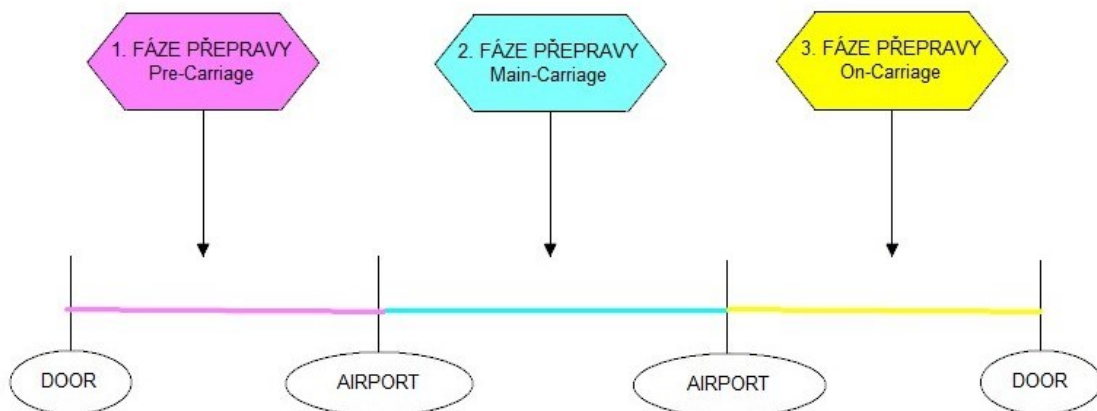 1. FÁZE PŘEPRAVY
Pre-Carriage
2. FÁZE PŘEPRAVY
Main-Carriage
3. FÁZE PŘEPRAVY
On-Carriage
DOOR
AIRPORT
AIRPORT
DOOR